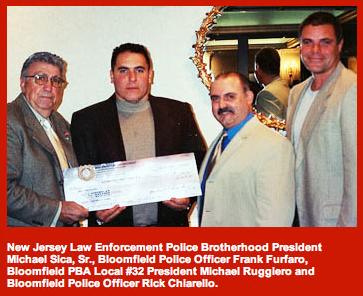 New Jersey Law Enforcement Police Brotherhood President
Michael Sica, Sr., Bloomfield Police Officer Frank Furfaro,
Bloomfield PBA Local #32 President Michael Ruggiero and
Bloomfield Police Officer Rick Chiarello.